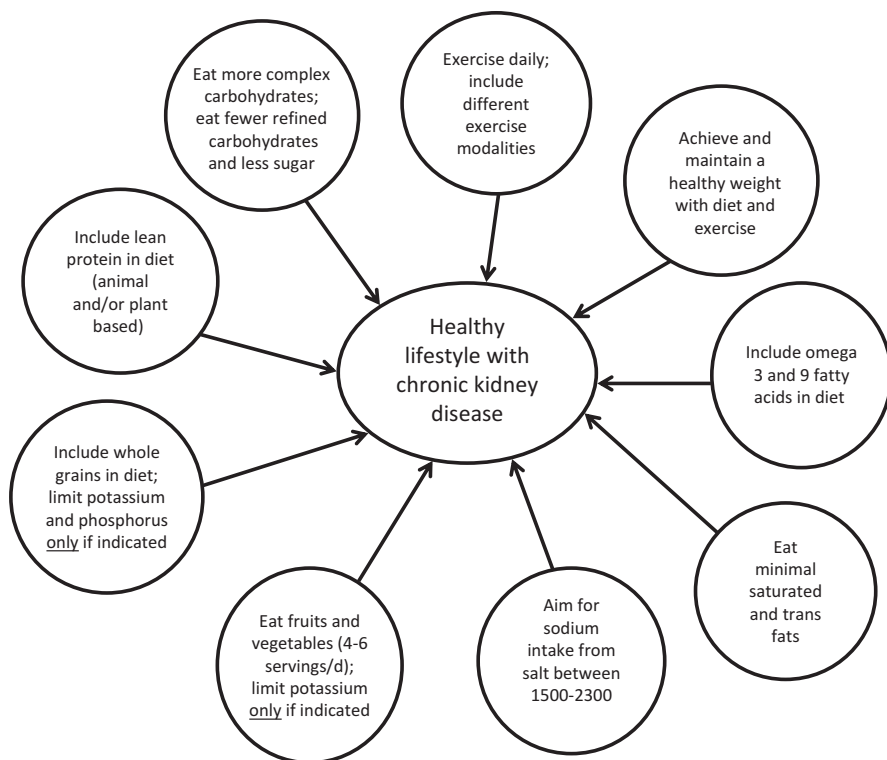 Eat more complex
carbohydrates;
eat fewer refined
carbohydrates
and less sugar
Exercise daily;
include
different
exercise
modalities
Achieve and
maintain a
healthy weight
with diet and
exercise
Include lean
protein in diet
(animal
and/or plant
based)
Healthy
lifestyle with
chronic kidney
disease
Include omega
3 and 9 fatty
acids in diet
Include whole
grains in diet;
limit potassium
and phosphorus
only if indicated
Eat fruits and
vegetables (4-6
servings/d);
limit potassium
only if indicated
Aim for
sodium
intake from
salt between
1500-2300
Eat
minimal
saturated
and trans
fats